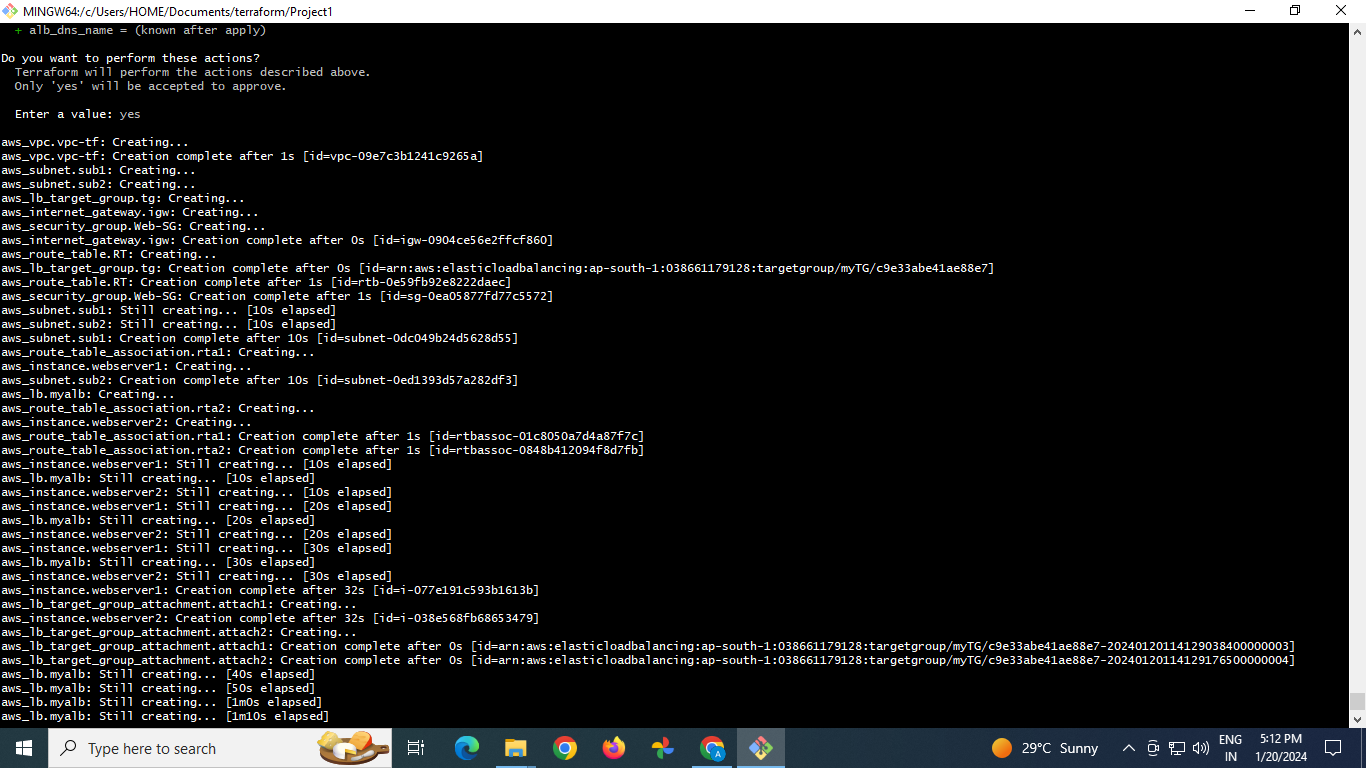 MINGW64:/c/Users/HOME/Documents/terraform/Project1
+ alb_dns_name = (known after apply)
Do you want to perform these actions?
Terraform will perform the actions described above.
Only 'yes' will be accepted to approve.
Enter a value: yes
aws_vpc.vpc-tf: Creating...
aws_vpc.vpc-tf: Creation complete after 1s [id=vpc-09e7c3b1241c9265a]
aws_subnet.sub1: Creating...
aws_subnet.sub2: Creating...
aws_lb_target_group.tg: Creating...
aws_internet_gateway.igw: Creating...
aws_security_group.Web-SG: Creating...
aws_internet_gateway.igw: Creation complete after 0s [id=igw-0904ce56e2ffcf860]
aws_route_table.RT: Creating...
aws_lb_target_group.tg: Creation complete after 0s [id=arn:aws:elasticloadbalancing:ap-south-1:038661179128:targetgroup/myTG/c9e33abe41ae88e7]
aws_route_table.RT: Creation complete after 1s [id=rtb-0e59fb92e8222daec]
aws_security_group.Web-SG: Creation complete after 1s [id=sg-0ea05877fd77c5572]
aws_subnet.sub1: Still creating... [10s elapsed]
aws_subnet.sub2: Still creating... [10s elapsed]
aws_subnet.sub1: Creation complete after 10s [id=subnet-0dc049b24d5628d55]
aws_route_table_association.rta1: Creating...
aws_instance.webserver1: Creating...
aws_subnet.sub2: Creation complete after 10s [id=subnet-0ed1393d57a282df3]
aws_lb.myalb: Creating...
aws_route_table_association.rta2: Creating...
aws_instance.webserver2: Creating...
aws_route_table_association.rta1: Creation complete after 1s [id=rtbassoc-01c8050a7d4a87f7c]
aws_route_table_association.rta2: Creation complete after 1s [id=rtbassoc-0848b412094f8d7fb]
aws_instance.webserver1: Still creating... [10s elapsed]
aws_lb.myalb: Still creating... [10s elapsed]
aws_instance.webserver2: Still creating... [10s elapsed]
aws_instance.webserver1: Still creating... [20s elapsed]
aws_lb.myalb: Still creating... [20s elapsed]
aws_instance.webserver2: Still creating... [20s elapsed]
aws_instance.webserver1: Still creating... [30s elapsed]
aws_lb.myalb: Still creating... [30s elapsed]
aws_instance.webserver2: Still creating... [30s elapsed]
aws_instance.webserver1: Creation complete after 32s [id=i-077e191c593b1613b]
aws_lb_target_group_attachment.attach1: Creating...
aws_instance.webserver2: Creation complete after 32s [id=i-038e568fb68653479]
aws_lb_target_group_attachment.attach2: Creating...
aws_lb_target_group_attachment.attach1: Creation complete after 0s [id=arn:aws:elasticloadbalancing:ap-south-1:038661179128:targetgroup/myTG/c9e33abe41ae88e7-20240120114129038400000003]
aws_lb_target_group_attachment.attach2: Creation complete after 0s [id=arn:aws:elasticloadbalancing:ap-south-1:038661179128:targetgroup/myTG/c9e33abe41ae88e7-20240120114129176500000004]
aws_lb.myalb: Still creating... [40s elapsed]
aws_lb.myalb: Still creating... [50s elapsed]
aws_lb.myalb: Still creating... [1m0s elapsed]
aws_lb.myalb: Still creating... [1m10s elapsed]
Type here to search
A
29°C Sunny
ENG
IN
5:12 PM
1/20/2024